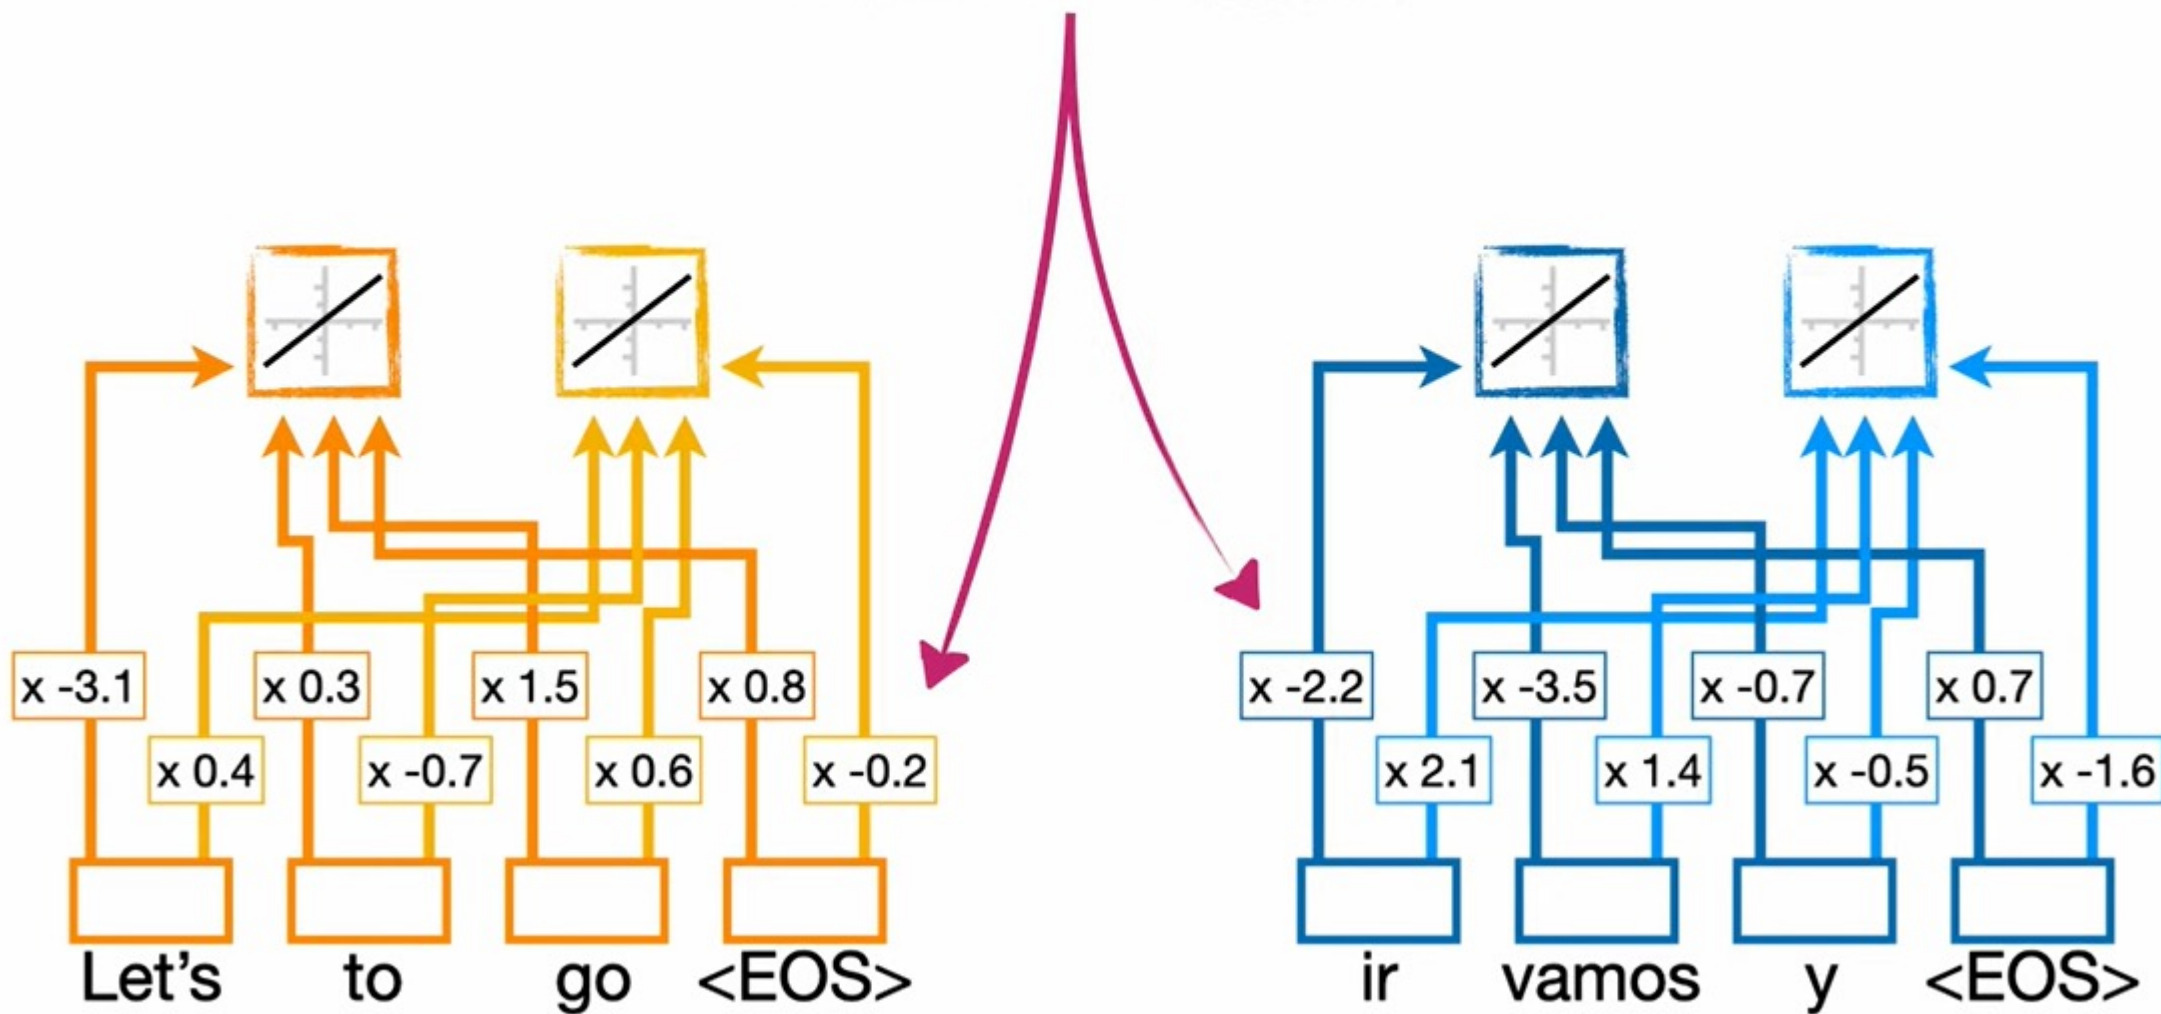 x -3.1 x 0.3 x 1.5 x 0.8 x -2.2 x -3.5 x -0.7 x 0.7
x 0.4 x -0.7 x 0.6 x -0.2 x 2.1 x 1.4 x -0.5 x -1.6
Let's to go <EOS> ir vamos y <EOS>